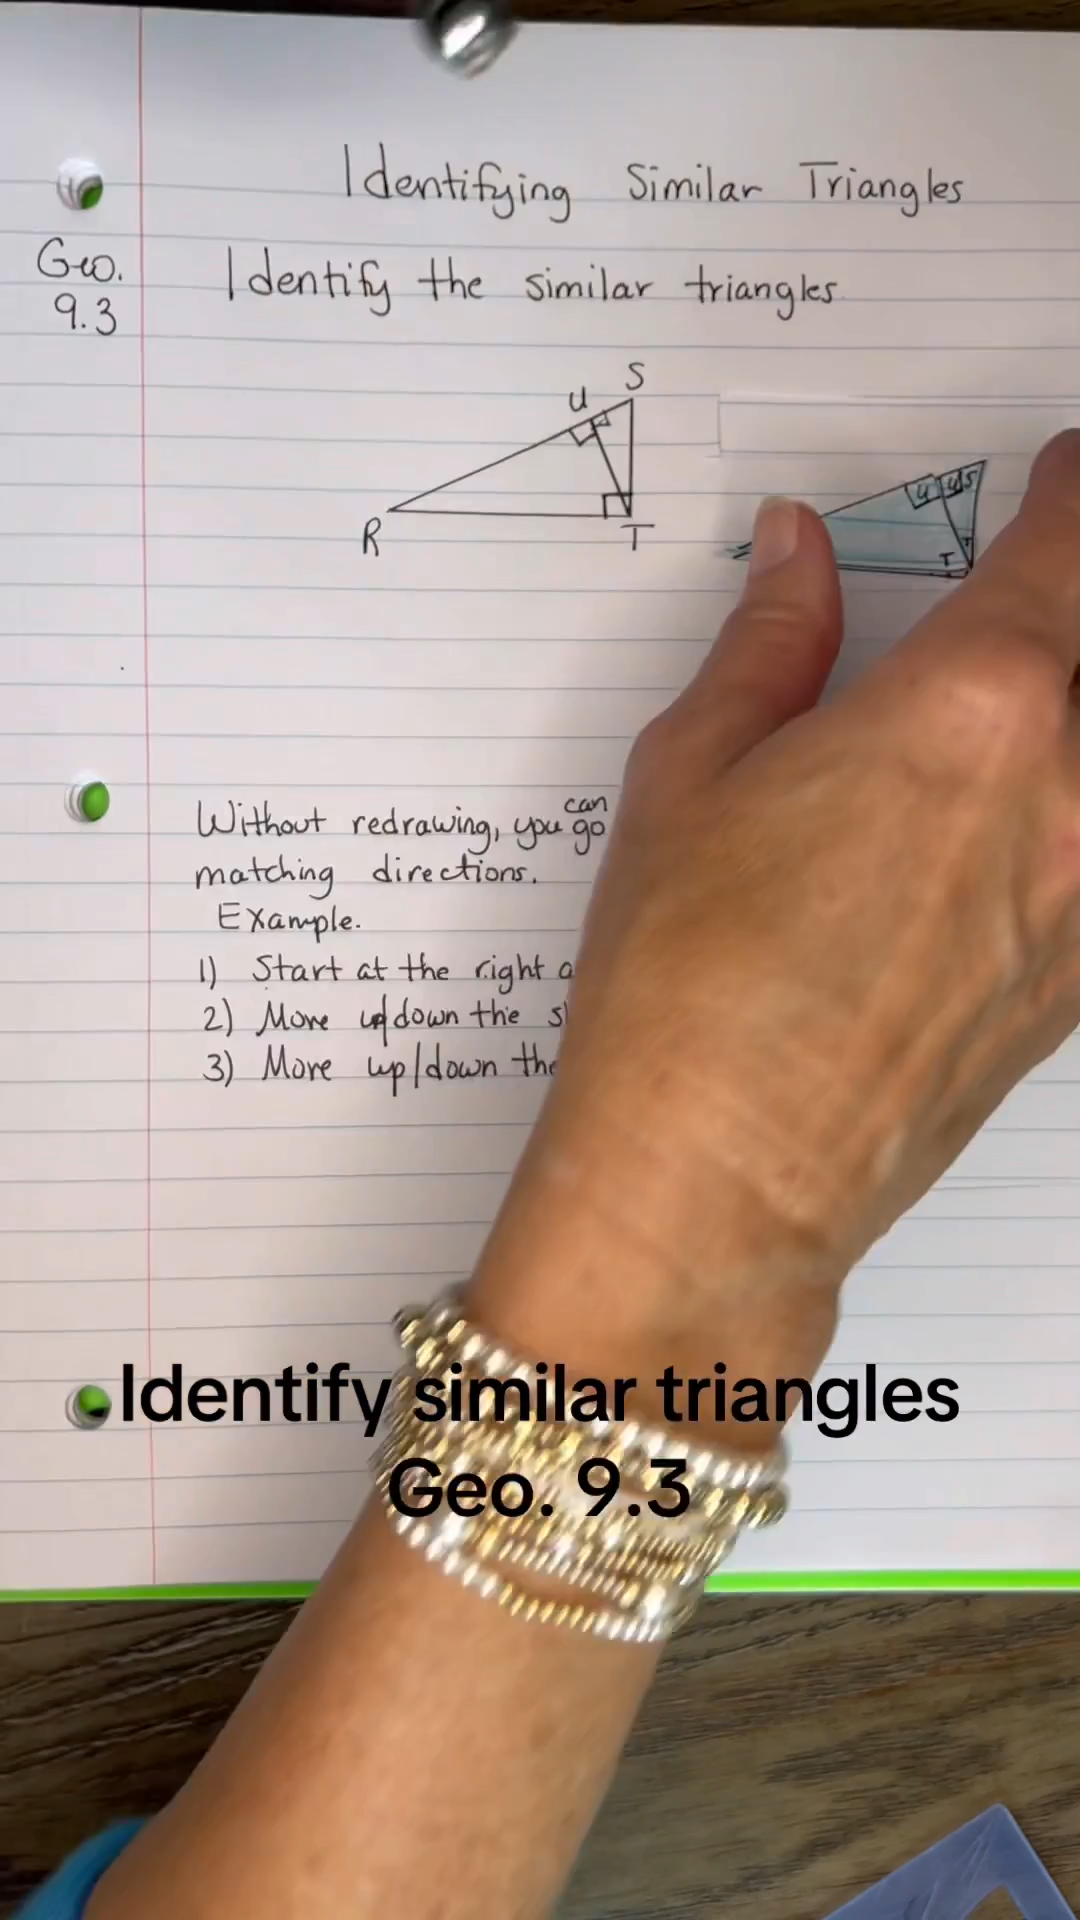 Identifying Similar Triangles
Geo.
9.3
Identify the similar triangles
S
U
R
T
U U S
T T
Without redrawing, you can go
matching directions.
Example.
1) Start at the right
2) Move up/down the
3) Move up/down the
Identify similar triangles
Geo. 9.3